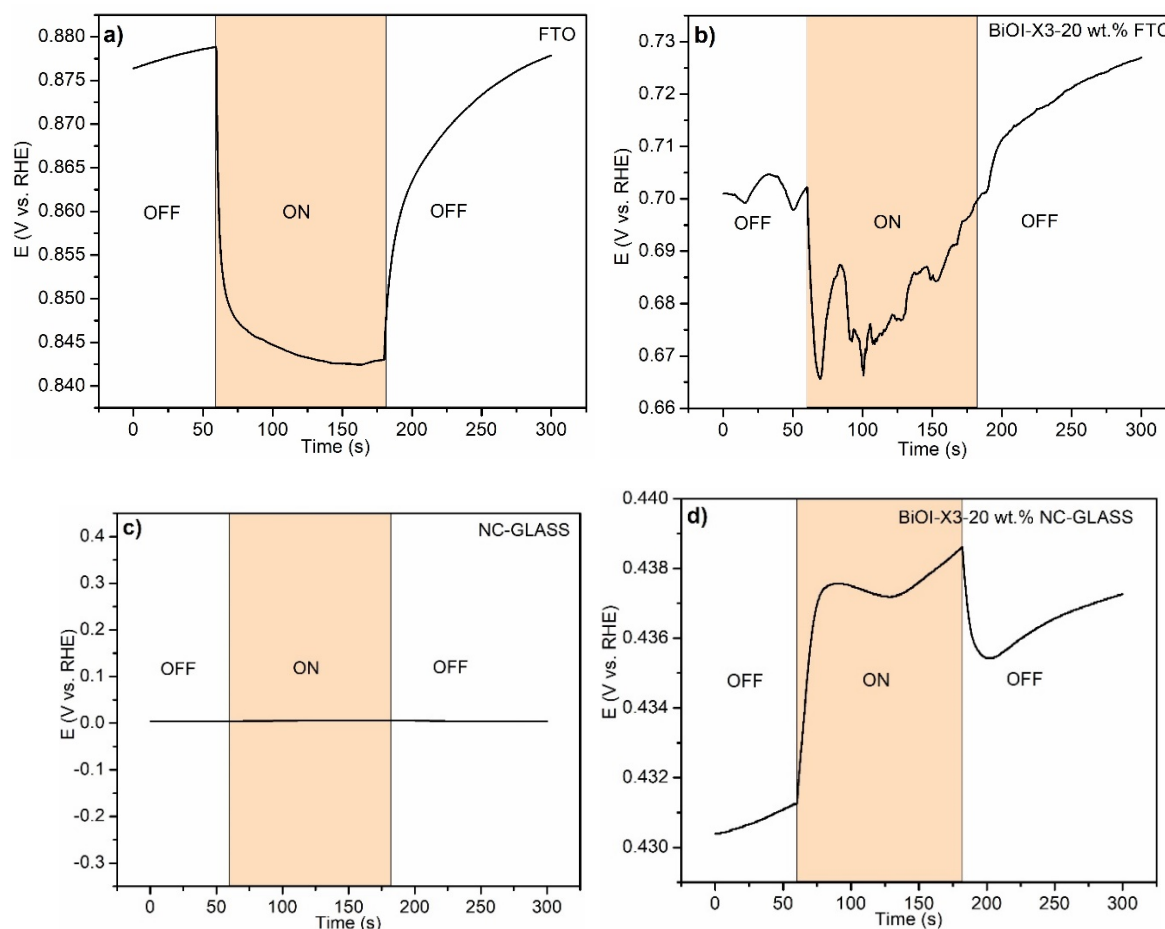 a)
FTO
0.880
0.875
0.870
0.865
0.860
0.855
0.850
0.845
0.840
E (V vs. RHE)
OFF
ON
OFF
0
50
100
150
200
250
300
Time (s)
b)
BiOI-X3-20 wt.% FTO
0.73
0.72
0.71
0.70
0.69
0.68
0.67
0.66
E (V vs. RHE)
OFF
ON
OFF
0
50
100
150
200
250
300
Time (s)
c)
NC-GLASS
0.4
0.3
0.2
0.1
0.0
-0.1
-0.2
-0.3
E (V vs. RHE)
OFF
ON
OFF
0
50
100
150
200
250
300
Time (s)
d)
BiOI-X3-20 wt.% NC-GLASS
0.440
0.438
0.436
0.434
0.432
0.430
E (V vs. RHE)
OFF
ON
OFF
0
50
100
150
200
250
300
Time (s)